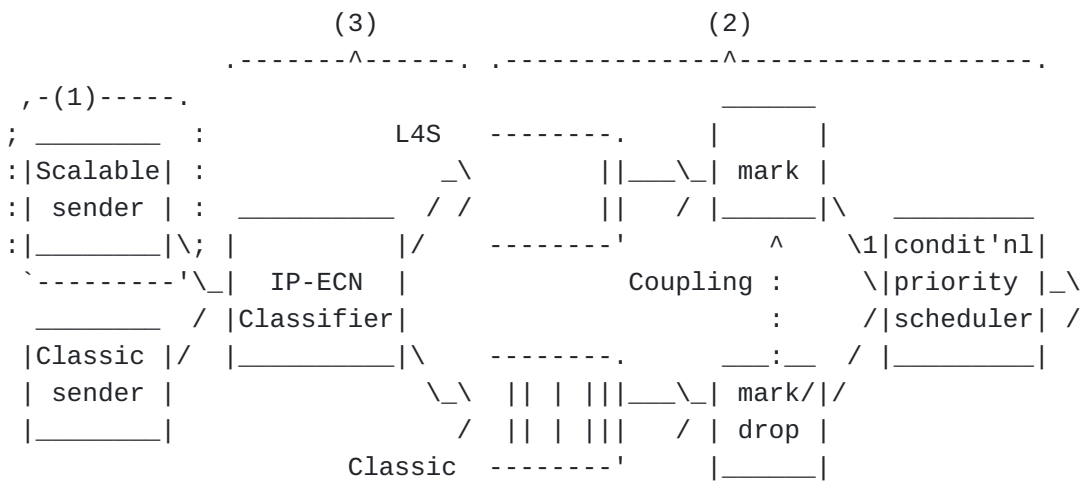 (3) (2)
(1)
L4S
Scalable mark
sender
condit'nl
1
IP-ECN Coupling priority
Classifier scheduler
Classic
sender mark/
drop
Classic